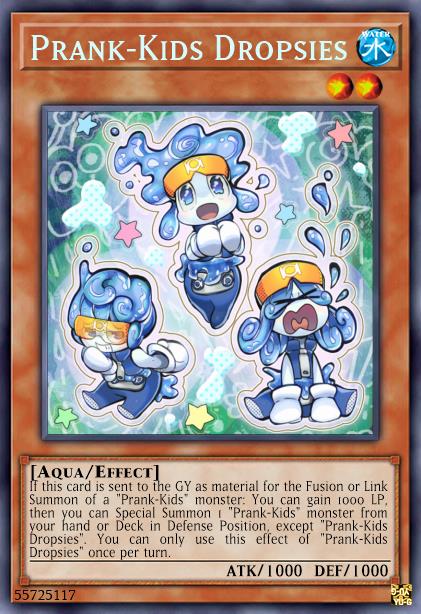 Prank-Kids Dropsies
WATER
水
[Aqua/Effect]
If this card is sent to the GY as material for the Fusion or Link
Summon of a "Prank-Kids" monster: You can gain 1000 LP,
then you can Special Summon 1 "Prank-Kids" monster from
your hand or Deck in Defense Position, except "Prank-Kids
Dropsies". You can only use this effect of "Prank-Kids
Dropsies" once per turn.
ATK/1000 DEF/1000
55725117